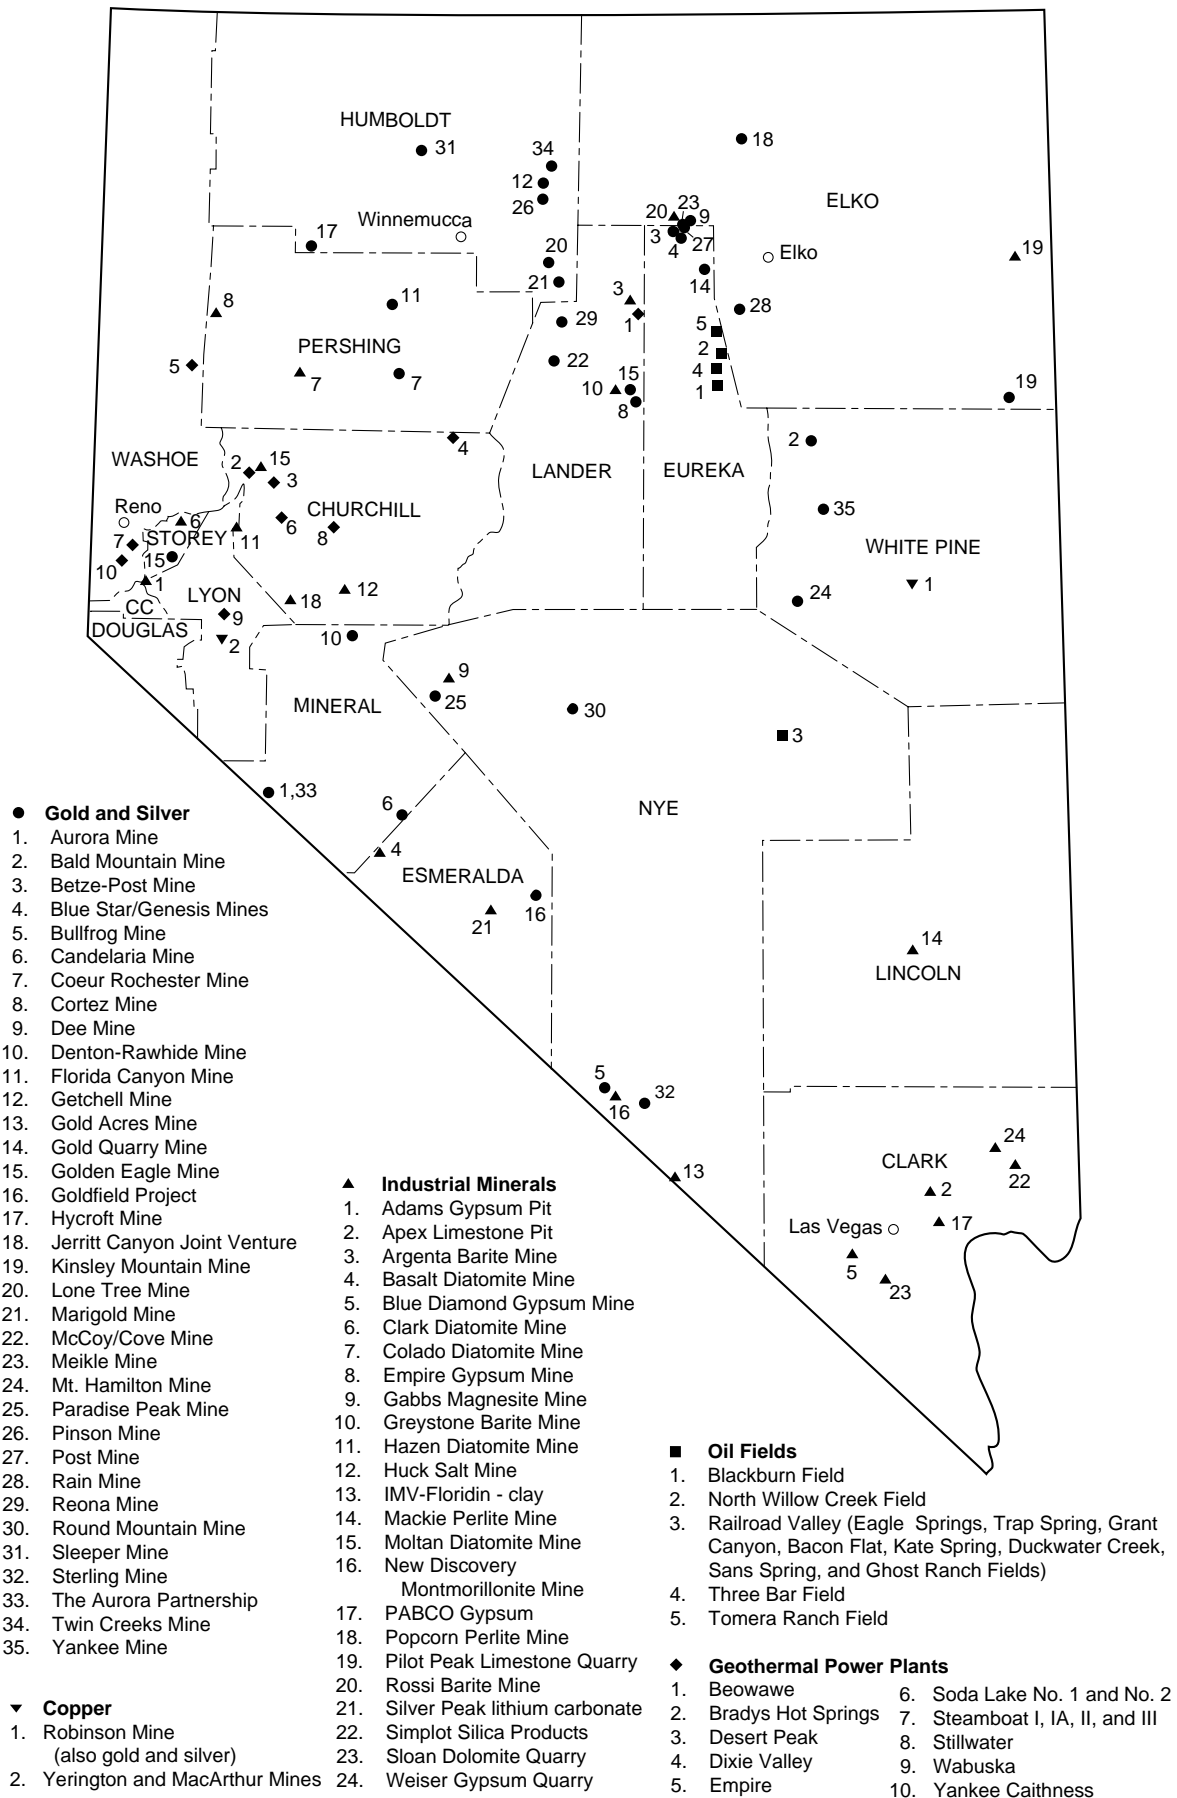 HUMBOLDT
31
34
12
26
18
ELKO
Winnemucca
17
20
23
9
3
4
27
Elko
14
19
20
21
8
11
3
1
29
28
5
PERSHING
22
2
5
7
7
4
10
15
8
1
19
4
2
WASHOE
2
15
3
LANDER
EUREKA
Reno
6
CHURCHILL
35
7
STOREY
11
6
8
WHITE PINE
10
15
1
1
CC
LYON
18
12
24
DOUGLAS
9
2
10
9
MINERAL
25
30
3
1,33
6
NYE
4
ESMERALDA
21
16
14
LINCOLN
5
16
32
24
CLARK
22
13
2
Las Vegas
17
5
23
Gold and Silver
1. Aurora Mine
2. Bald Mountain Mine
3. Betze-Post Mine
4. Blue Star/Genesis Mines
5. Bullfrog Mine
6. Candelaria Mine
7. Coeur Rochester Mine
8. Cortez Mine
9. Dee Mine
10. Denton-Rawhide Mine
11. Florida Canyon Mine
12. Getchell Mine
13. Gold Acres Mine
14. Gold Quarry Mine
15. Golden Eagle Mine
16. Goldfield Project
17. Hycroft Mine
18. Jerritt Canyon Joint Venture
19. Kinsley Mountain Mine
20. Lone Tree Mine
21. Marigold Mine
22. McCoy/Cove Mine
23. Meikle Mine
24. Mt. Hamilton Mine
25. Paradise Peak Mine
26. Pinson Mine
27. Post Mine
28. Rain Mine
29. Reona Mine
30. Round Mountain Mine
31. Sleeper Mine
32. Sterling Mine
33. The Aurora Partnership
34. Twin Creeks Mine
35. Yankee Mine
Copper
1. Robinson Mine
(also gold and silver)
2. Yerington and MacArthur Mines
Industrial Minerals
1. Adams Gypsum Pit
2. Apex Limestone Pit
3. Argenta Barite Mine
4. Basalt Diatomite Mine
5. Blue Diamond Gypsum Mine
6. Clark Diatomite Mine
7. Colado Diatomite Mine
8. Empire Gypsum Mine
9. Gabbs Magnesite Mine
10. Greystone Barite Mine
11. Hazen Diatomite Mine
12. Huck Salt Mine
13. IMV-Floridin - clay
14. Mackie Perlite Mine
15. Moltan Diatomite Mine
16. New Discovery
Montmorillonite Mine
17. PABCO Gypsum
18. Popcorn Perlite Mine
19. Pilot Peak Limestone Quarry
20. Rossi Barite Mine
21. Silver Peak lithium carbonate
22. Simplot Silica Products
23. Sloan Dolomite Quarry
24. Weiser Gypsum Quarry
Oil Fields
1. Blackburn Field
2. North Willow Creek Field
3. Railroad Valley (Eagle Springs, Trap Spring, Grant
Canyon, Bacon Flat, Kate Spring, Duckwater Creek,
Sans Spring, and Ghost Ranch Fields)
4. Three Bar Field
5. Tomera Ranch Field
Geothermal Power Plants
1. Beowawe
2. Bradys Hot Springs
3. Desert Peak
4. Dixie Valley
5. Empire
6. Soda Lake No. 1 and No. 2
7. Steamboat I, IA, II, and III
8. Stillwater
9. Wabuska
10. Yankee Caithness